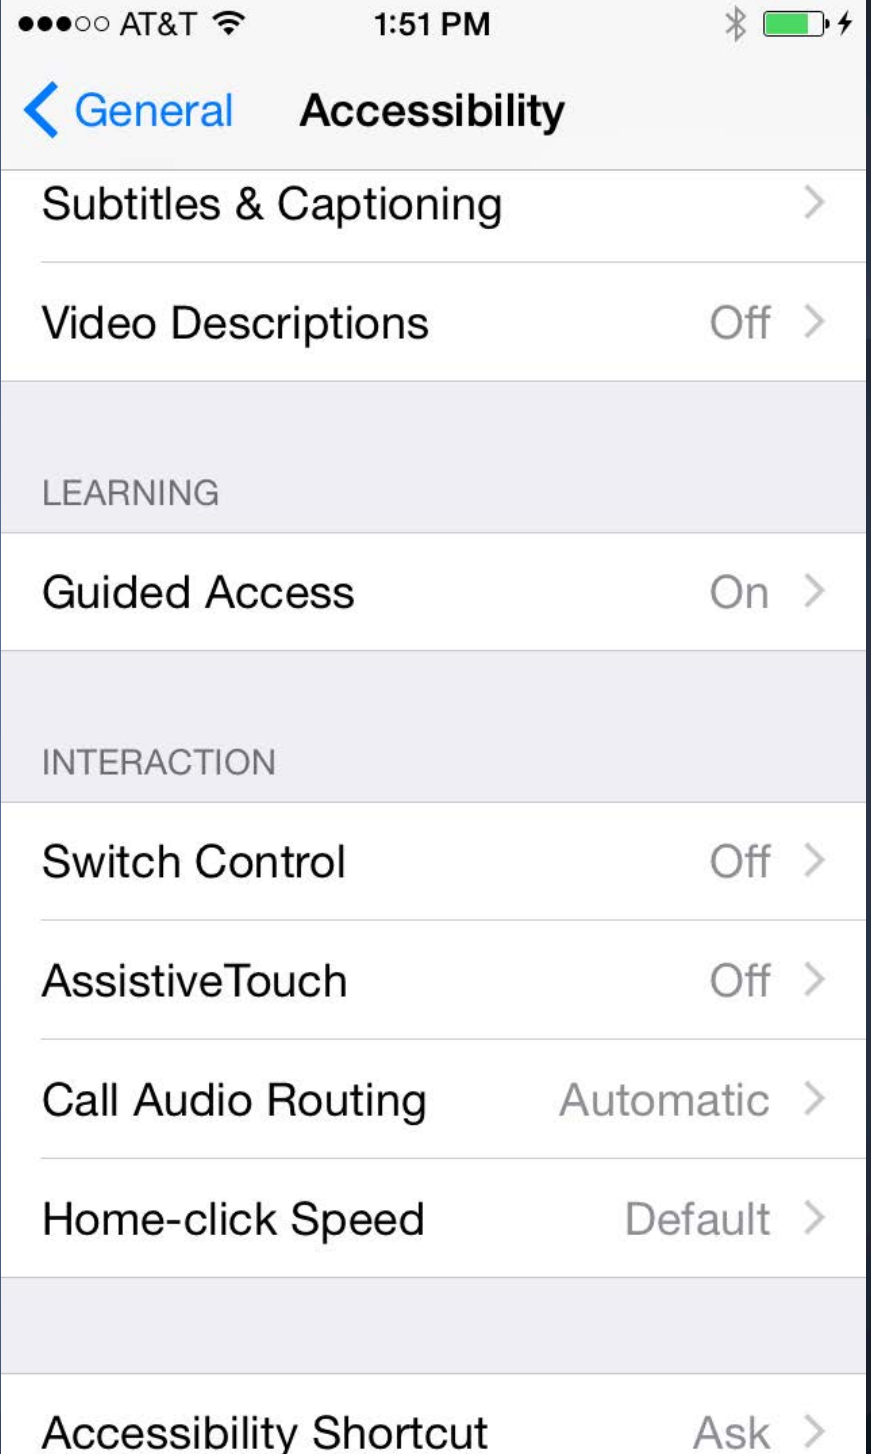 AT&T 1:51 PM
General Accessibility
Subtitles & Captioning
Video Descriptions Off
LEARNING
Guided Access On
INTERACTION
Switch Control Off
AssistiveTouch Off
Call Audio Routing Automatic
Home-click Speed Default
Accessibility Shortcut Ask